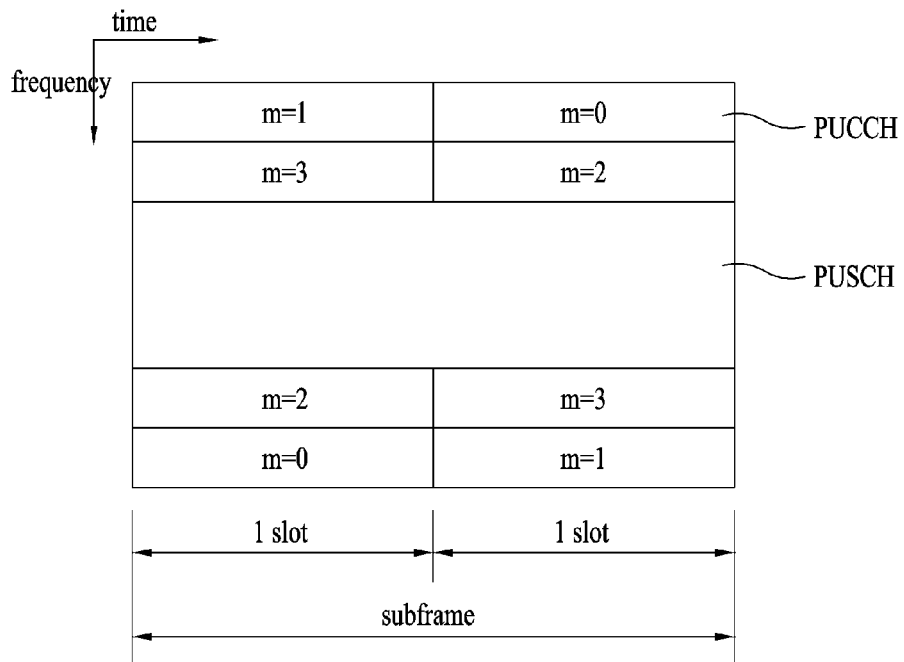 time
frequency
m=1 m=0
PUCCH
m=3 m=2
PUSCH
m=2 m=3
m=0 m=1
1 slot 1 slot
subframe